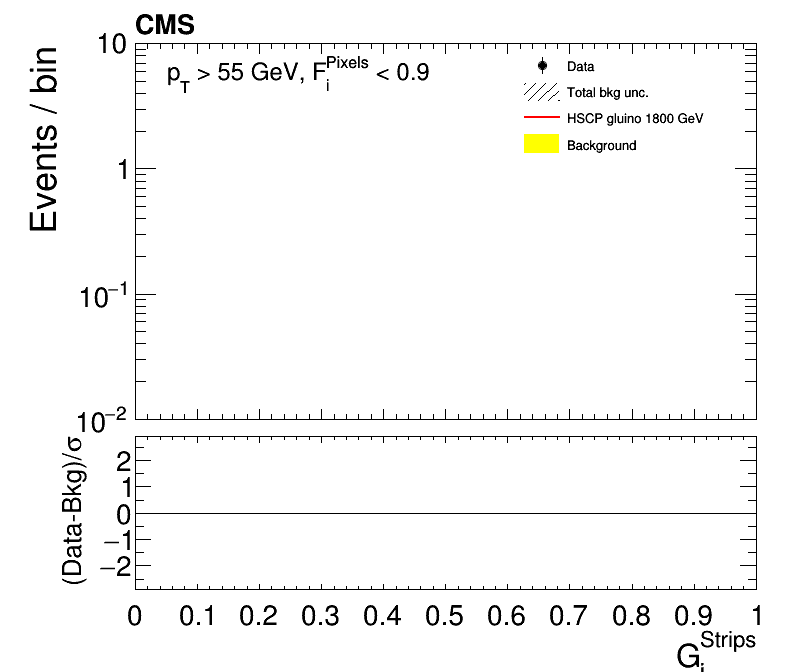 CMS
p_T > 55 GeV, F_i^Pixels < 0.9
Data
Total bkg unc.
HSCP gluino 1800 GeV
Background
Events / bin
10
1
10^−1
10^−2
(Data-Bkg)/σ
2
1
0
−1
−2
0 0.1 0.2 0.3 0.4 0.5 0.6 0.7 0.8 0.9 1
G_i^Strips